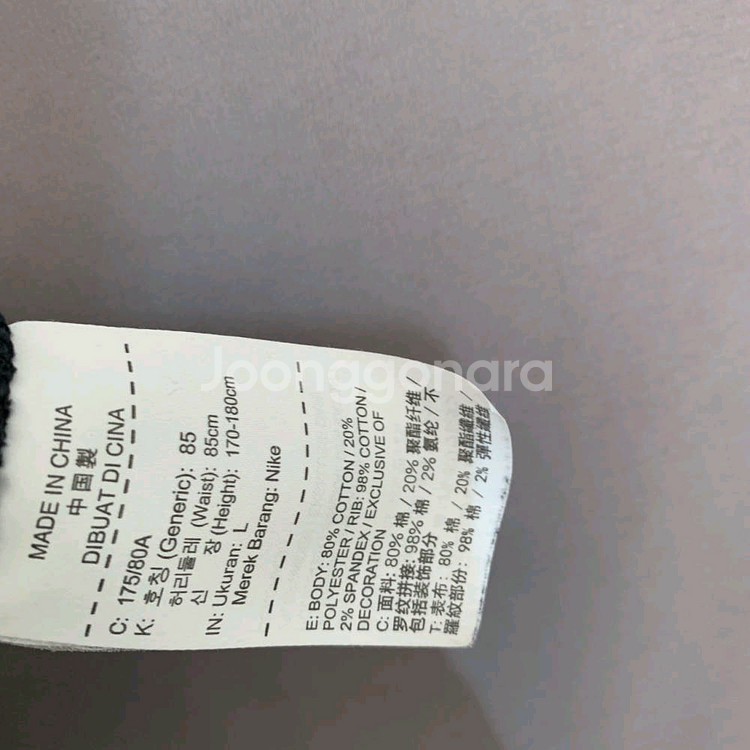 MADE IN CHINA
中国製
DIBUAT DI CINA
C: 175/80A
K: 호칭 (Generic): 85
허리둘레 (Waist): 85cm
신 장 (Height): 170-180cm
IN: Ukuran: L
Merek Barang: Nike
E: BODY: 80% COTTON / 20%
POLYESTER / RIB: 98% COTTON /
2% SPANDEX / EXCLUSIVE OF
DECORATION
C: 面料: 80% 棉 / 20% 聚酯纤维 /
罗纹拼接: 98% 棉 / 2% 氨纶 / 不
包括装饰部分
T: 表布: 80% 棉 / 20% 聚酯纖維 /
羅紋部份: 98% 棉 / 2% 彈性纖維
Joonggonara